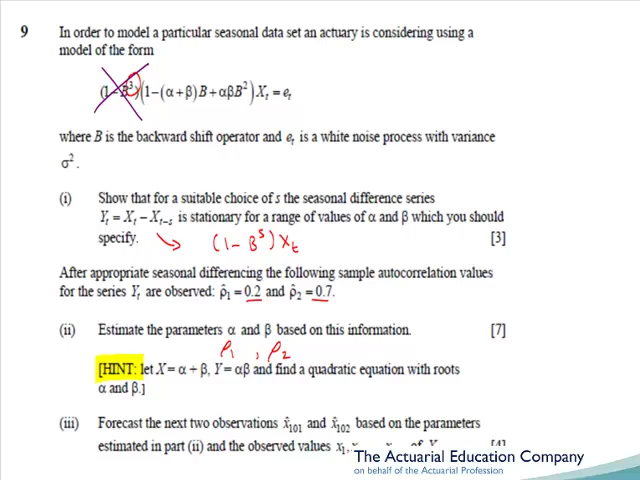 9 In order to model a particular seasonal data set an actuary is considering using a
model of the form
(1 − B³)(1 − (α + β)B + αβB²)Xₜ = eₜ
where B is the backward shift operator and eₜ is a white noise process with variance
σ².
(i) Show that for a suitable choice of s the seasonal difference series
Yₜ = Xₜ − Xₜ₋ₛ is stationary for a range of values of α and β which you should
specify. [3]
(1 − Bˢ) Xₜ
After appropriate seasonal differencing the following sample autocorrelation values
for the series Yₜ are observed: ρ̂₁ = 0.2 and ρ̂₂ = 0.7.
(ii) Estimate the parameters α and β based on this information. [7]
ρ₁ , ρ₂
[HINT: let X = α + β, Y = αβ and find a quadratic equation with roots
α and β.]
(iii) Forecast the next two observations x̂₁₀₁ and x̂₁₀₂ based on the parameters
estimated in part (ii) and the observed values x₁,
The Actuarial Education Company
on behalf of the Actuarial Profession